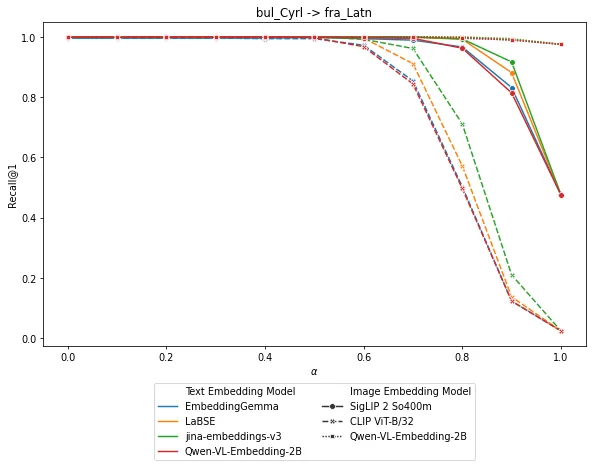 bul_Cyrl -> fra_Latn
1.0
0.8
0.6
0.4
0.2
0.0
Recall@1
0.0 0.2 0.4 0.6 0.8 1.0
α
Text Embedding Model
EmbeddingGemma
LaBSE
jina-embeddings-v3
Qwen-VL-Embedding-2B
Image Embedding Model
SigLIP 2 So400m
CLIP ViT-B/32
Qwen-VL-Embedding-2B